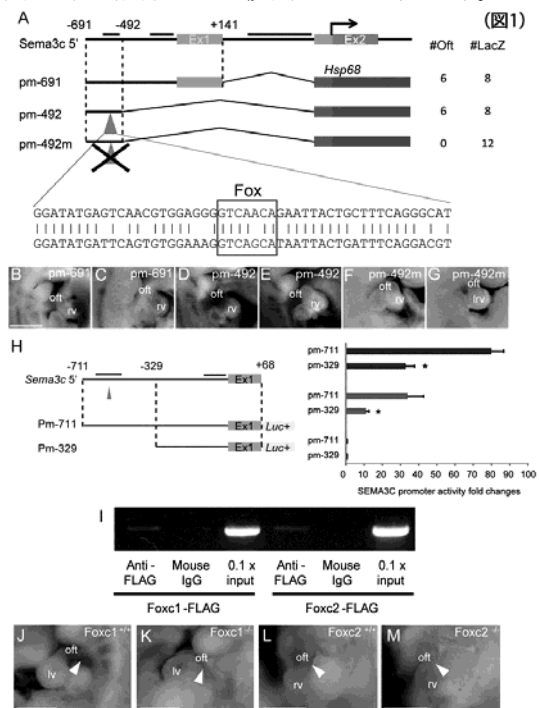 A
(図1)
-691 -492 +141
Sema3c 5' Ex1 Ex2 #Oft #LacZ
Hsp68
pm-691 6 8
pm-492 6 8
pm-492m 0 12
Fox
GGATATGAGTCAACGTGGAGGGGTCAACAGAATTACTGCTTTCAGGGCAT
GGATATGATTCAGTGTGGAAAGGTCAGCATAATTACTGATTTCAGGACGT
B pm-691 oft rv
C pm-691 oft rv
D pm-492 oft rv
E pm-492 oft rv
F pm-492m oft rv
G pm-492m oft lrv
H
-711 -329 +68
Sema3c 5' Ex1
Pm-711 Ex1 Luc+
Pm-329 Ex1 Luc+
pm-711
pm-329 *
pm-711
pm-329 *
pm-711
pm-329
0 10 20 30 40 50 60 70 80 90 100
SEMA3C promoter activity fold changes
I
Anti-FLAG Mouse IgG 0.1 x input Anti-FLAG Mouse IgG 0.1 x input
Foxc1-FLAG Foxc2-FLAG
J Foxc1+/+ oft lv
K Foxc1-/- oft lv
L Foxc2+/+ oft rv
M Foxc2-/- oft rv